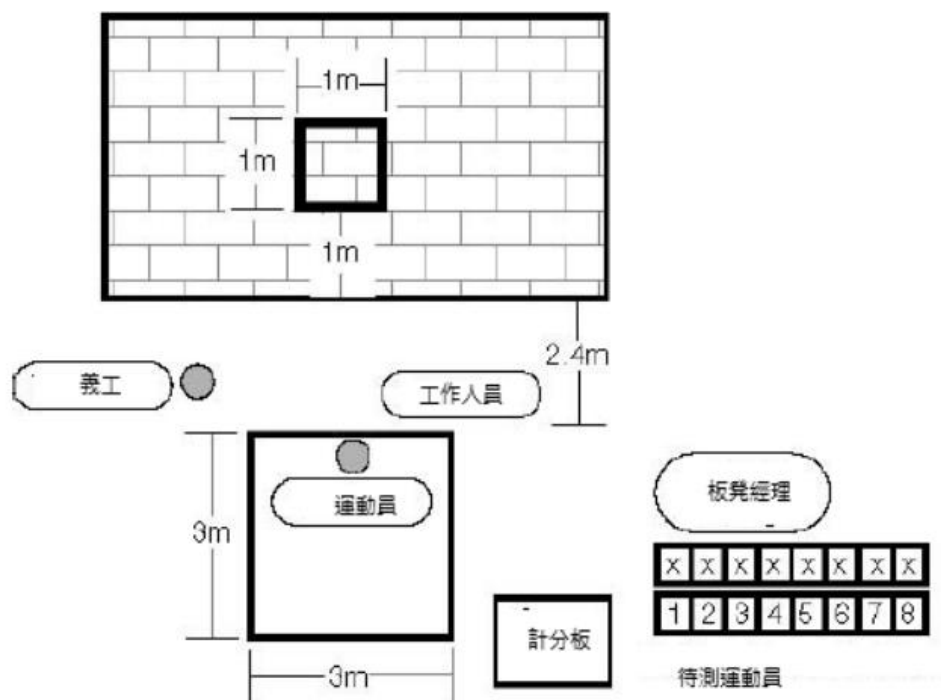 1m
1m
1m
2.4m
義工
工作人員
運動員
3m
板凳經理
x x x x x x x x
1 2 3 4 5 6 7 8
計分板
3m
待測運動員